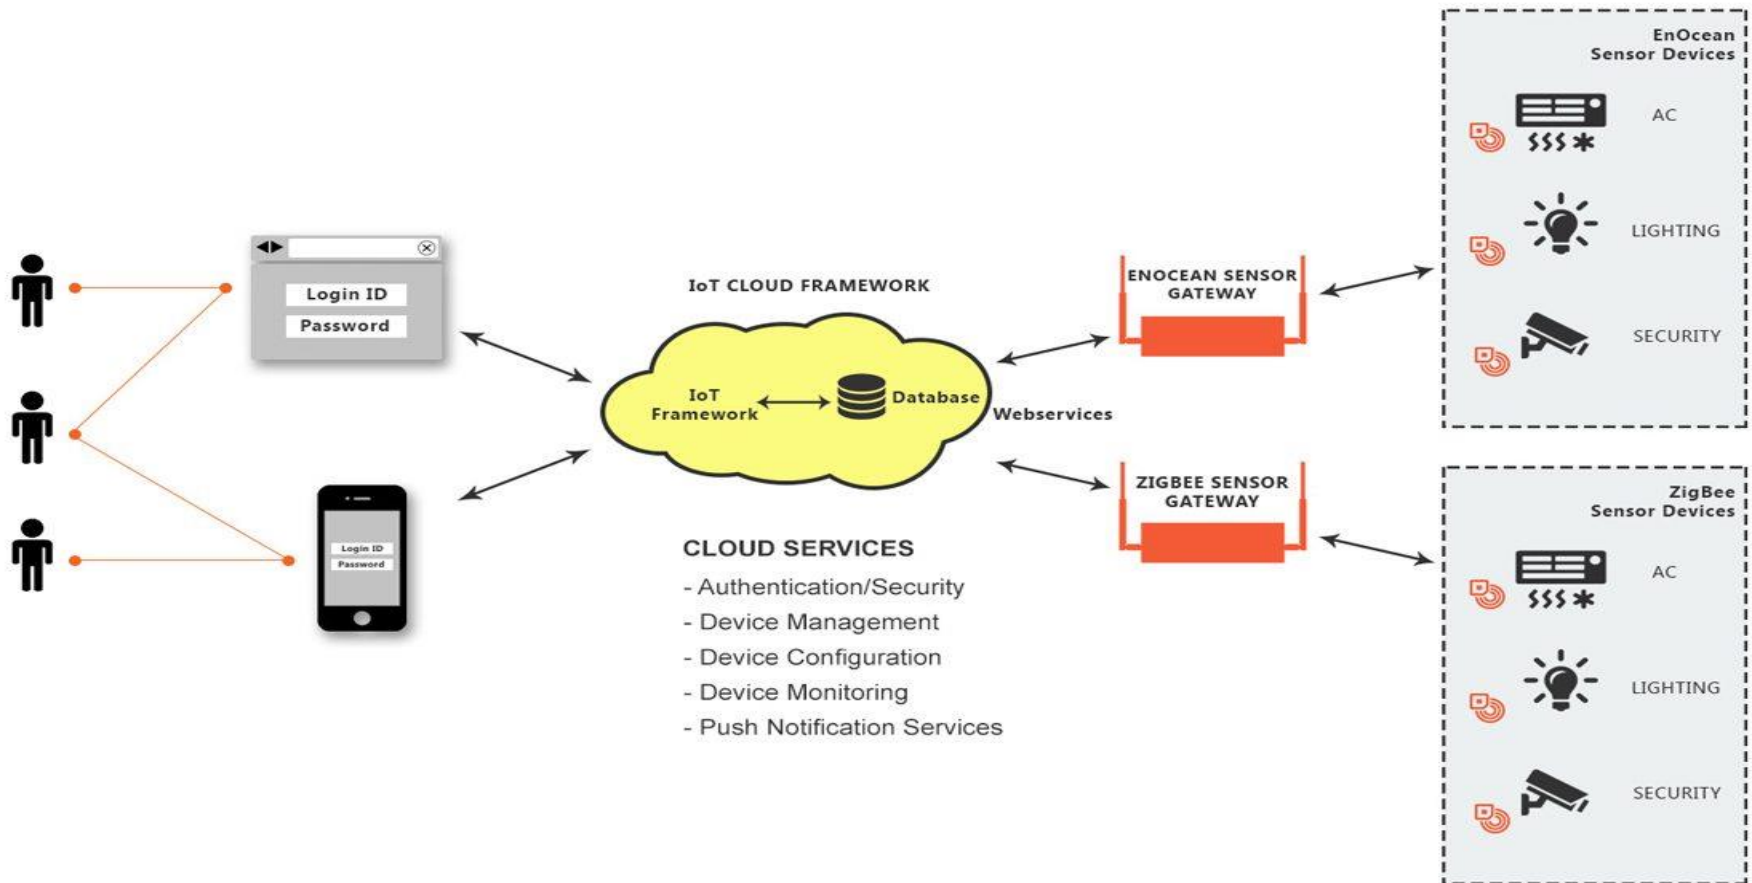 Login ID
Password
Login ID
Password
IoT CLOUD FRAMEWORK
IoT
Framework
Database
Webservices
CLOUD SERVICES
- Authentication/Security
- Device Management
- Device Configuration
- Device Monitoring
- Push Notification Services
ENOCEAN SENSOR
GATEWAY
ZIGBEE SENSOR
GATEWAY
EnOcean
Sensor Devices
AC
LIGHTING
SECURITY
ZigBee
Sensor Devices
AC
LIGHTING
SECURITY